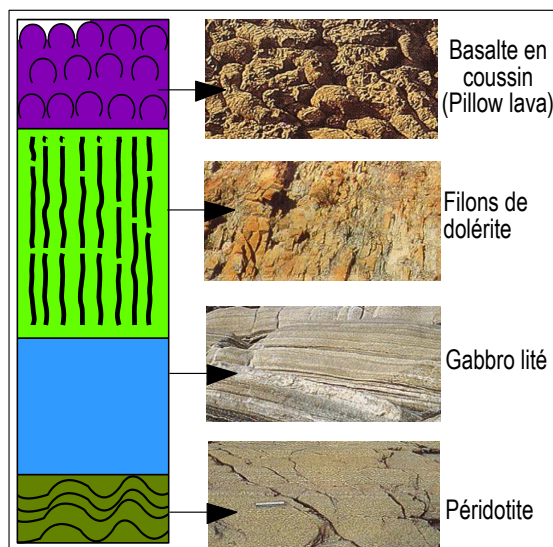 Basalte en
coussin
(Pillow lava)
Filons de
dolérite
Gabbro lité
Péridotite